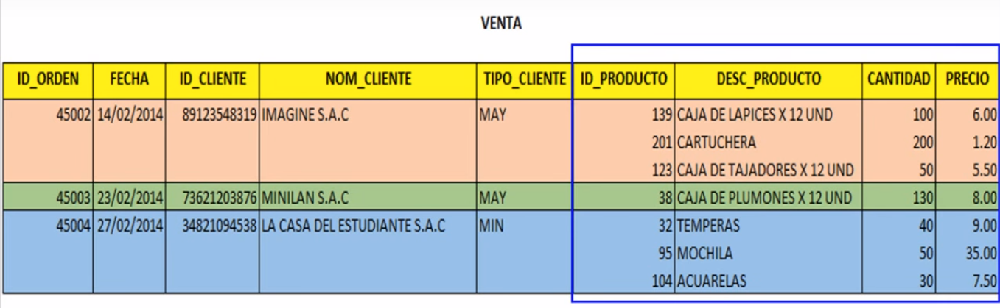 VENTA
ID_ORDEN FECHA ID_CLIENTE NOM_CLIENTE TIPO_CLIENTE ID_PRODUCTO DESC_PRODUCTO CANTIDAD PRECIO
45002 14/02/2014 89123548319 IMAGINE S.A.C MAY 139 CAJA DE LAPICES X 12 UND 100 6.00
201 CARTUCHERA 200 1.20
123 CAJA DE TAJADORES X 12 UND 50 5.50
45003 23/02/2014 73621203876 MINILAN S.A.C MAY 38 CAJA DE PLUMONES X 12 UND 130 8.00
45004 27/02/2014 34821094538 LA CASA DEL ESTUDIANTE S.A.C MIN 32 TEMPERAS 40 9.00
95 MOCHILA 50 35.00
104 ACUARELAS 30 7.50